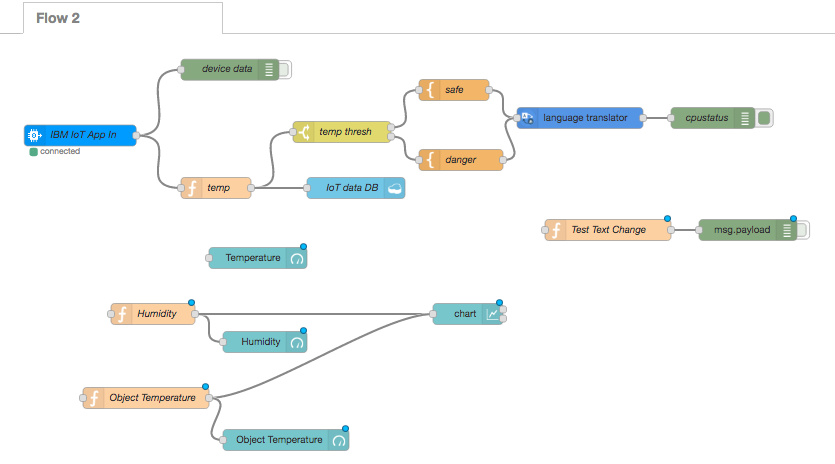 Flow 2
device data
safe
IBM IoT App In
temp thresh
language translator
cpustatus
connected
danger
temp
IoT data DB
Test Text Change
msg.payload
Temperature
Humidity
chart
Humidity
Object Temperature
Object Temperature